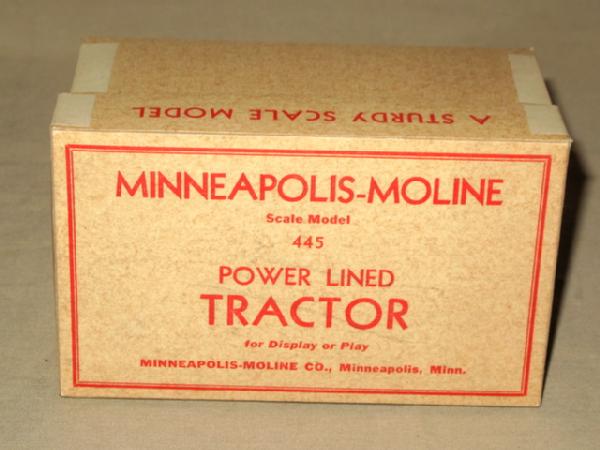 A STURDY SCALE MODEL
MINNEAPOLIS-MOLINE
Scale Model
445
POWER LINED
TRACTOR
for Display or Play
MINNEAPOLIS-MOLINE CO., Minneapolis, Minn.